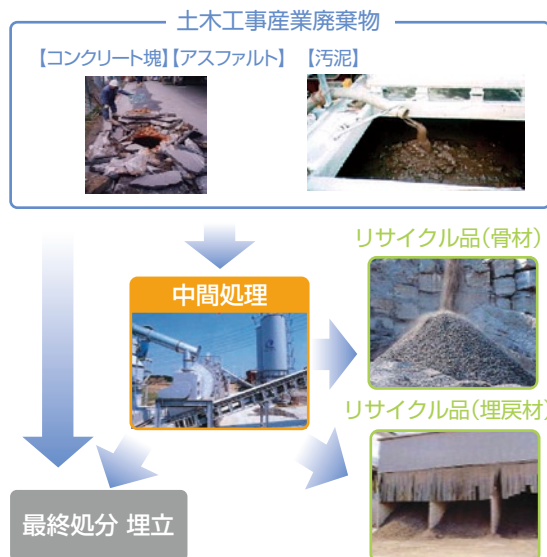 土木工事産業廃棄物
【コンクリート塊】【アスファルト】 【汚泥】
リサイクル品(骨材)
中間処理
リサイクル品(埋戻材)
最終処分 埋立